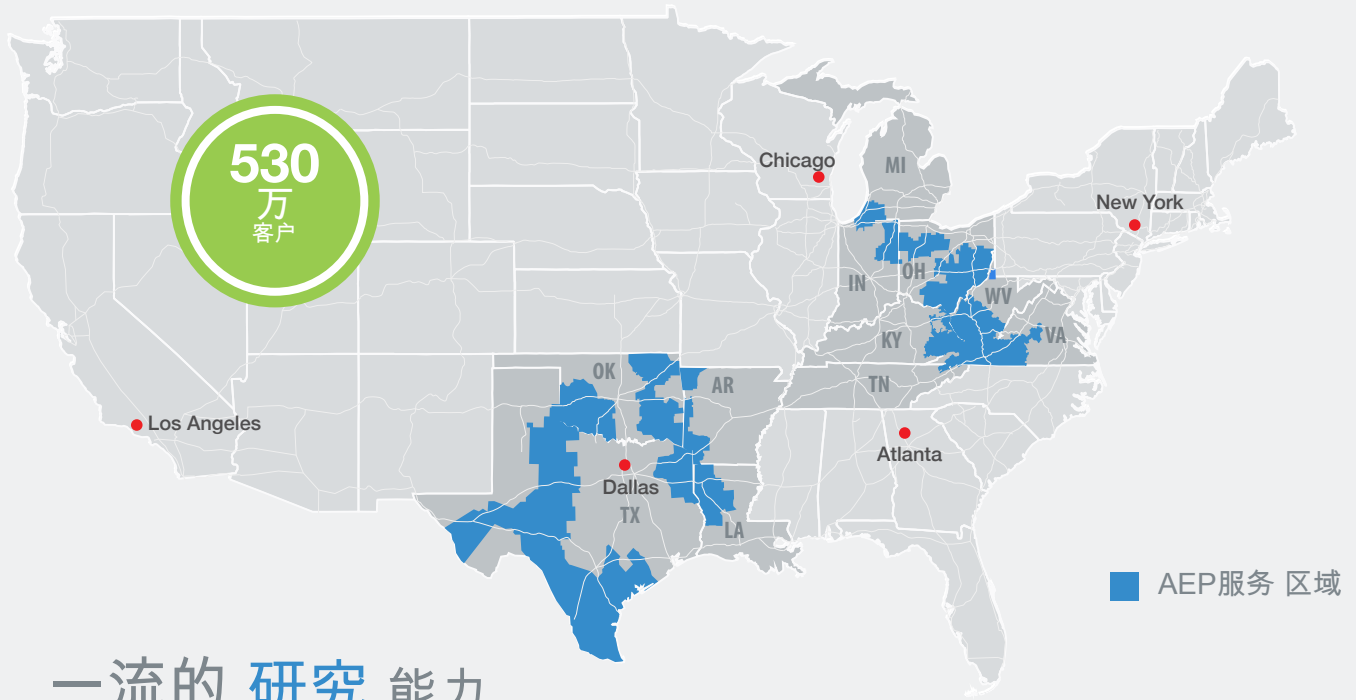 530
万
客户
Chicago
MI
New York
OH
IN
WV
KY
VA
OK
AR
TN
Los Angeles
Atlanta
Dallas
TX
LA
AEP服务 区域
一流的 研究 能力